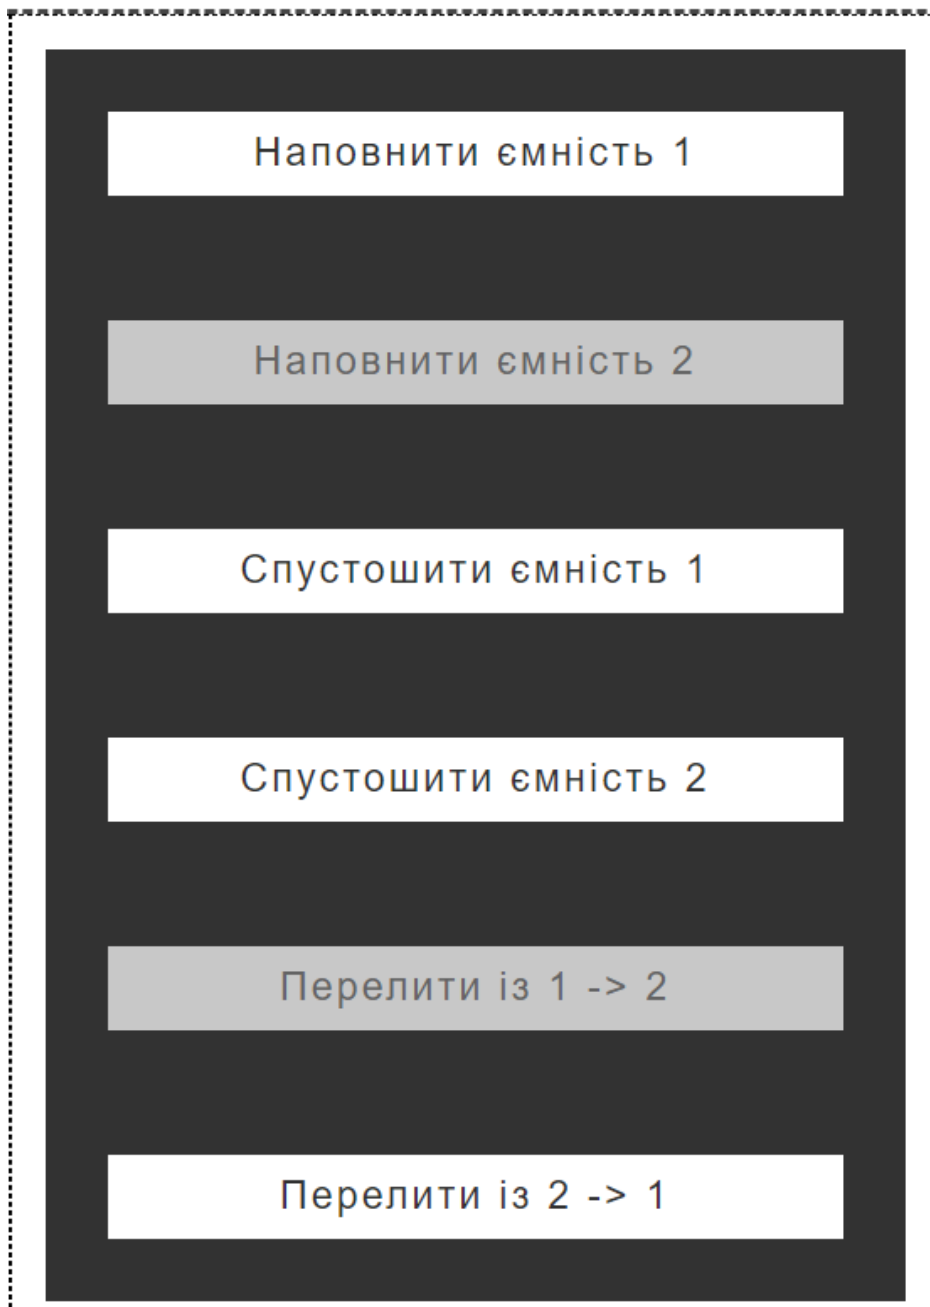 Наповнити ємність 1
Наповнити ємність 2
Спустошити ємність 1
Спустошити ємність 2
Перелити із 1 -> 2
Перелити із 2 -> 1